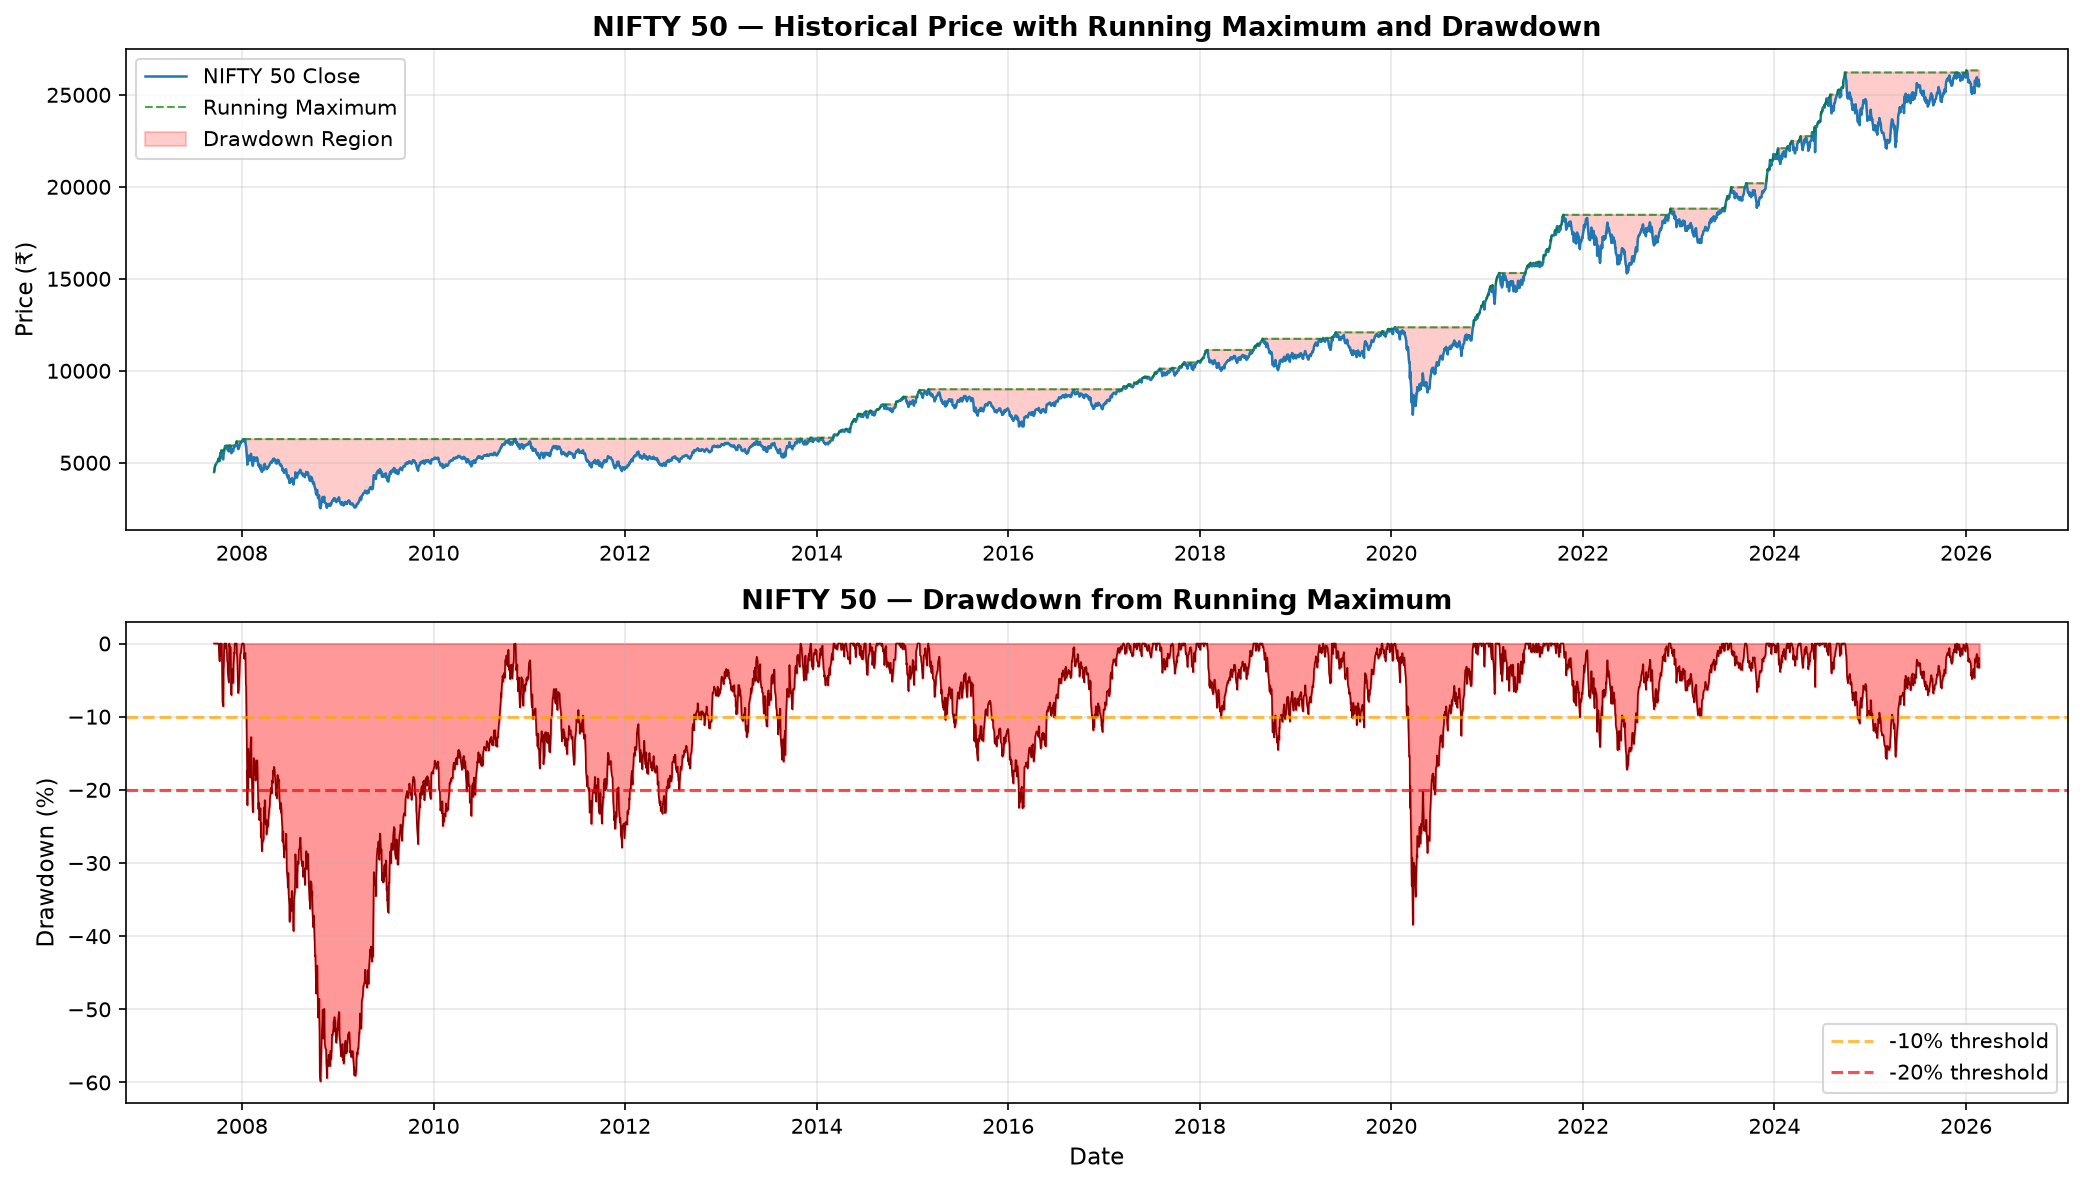 NIFTY 50 — Historical Price with Running Maximum and Drawdown
NIFTY 50 Close
Running Maximum
Drawdown Region
Price (₹)
25000
20000
15000
10000
5000
2008 2010 2012 2014 2016 2018 2020 2022 2024 2026
NIFTY 50 — Drawdown from Running Maximum
Drawdown (%)
0
−10
−20
−30
−40
−50
−60
-10% threshold
-20% threshold
2008 2010 2012 2014 2016 2018 2020 2022 2024 2026
Date